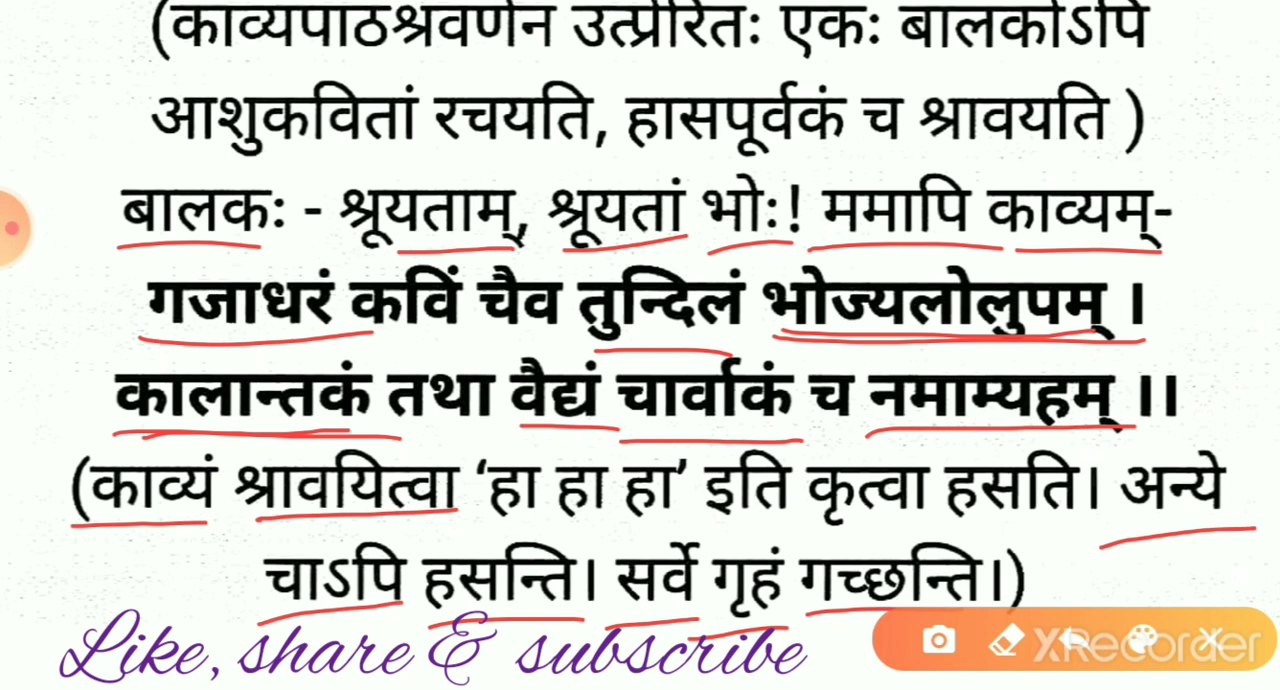 (काव्यपाठश्रवणेन उत्प्रेरितः एकः बालकोऽपि
आशुकवितां रचयति, हासपूर्वकं च श्रावयति )
बालकः - श्रूयताम्, श्रूयतां भोः! ममापि काव्यम्-
गजाधरं कविं चैव तुन्दिलं भोज्यलोलुपम् ।
कालान्तकं तथा वैद्यं चार्वाकं च नमाम्यहम् ।।
(काव्यं श्रावयित्वा ‘हा हा हा’ इति कृत्वा हसति। अन्ये
चाऽपि हसन्ति। सर्वे गृहं गच्छन्ति।)
Like, share & subscribe
XRecorder